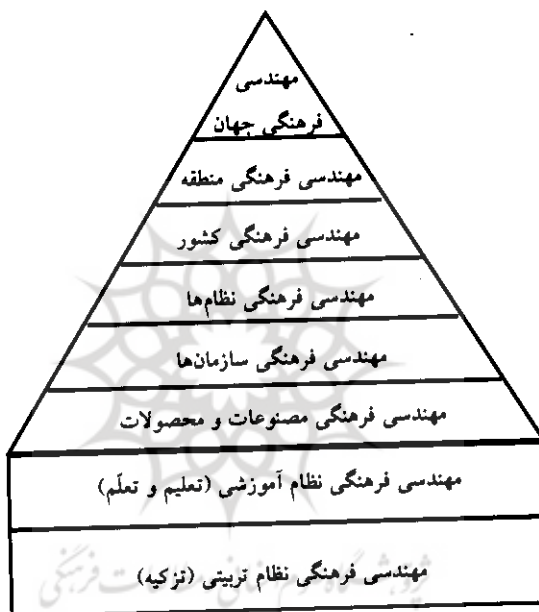 مهندسی
فرهنگی جهان
مهندسی فرهنگی منطقه
مهندسی فرهنگی کشور
مهندسی فرهنگی نظام‌ها
مهندسی فرهنگی سازمان‌ها
مهندسی فرهنگی مصنوعات و محصولات
مهندسی فرهنگی نظام آموزشی (تعلیم و تعلّم)
مهندسی فرهنگی نظام تربیتی (تزکیه)